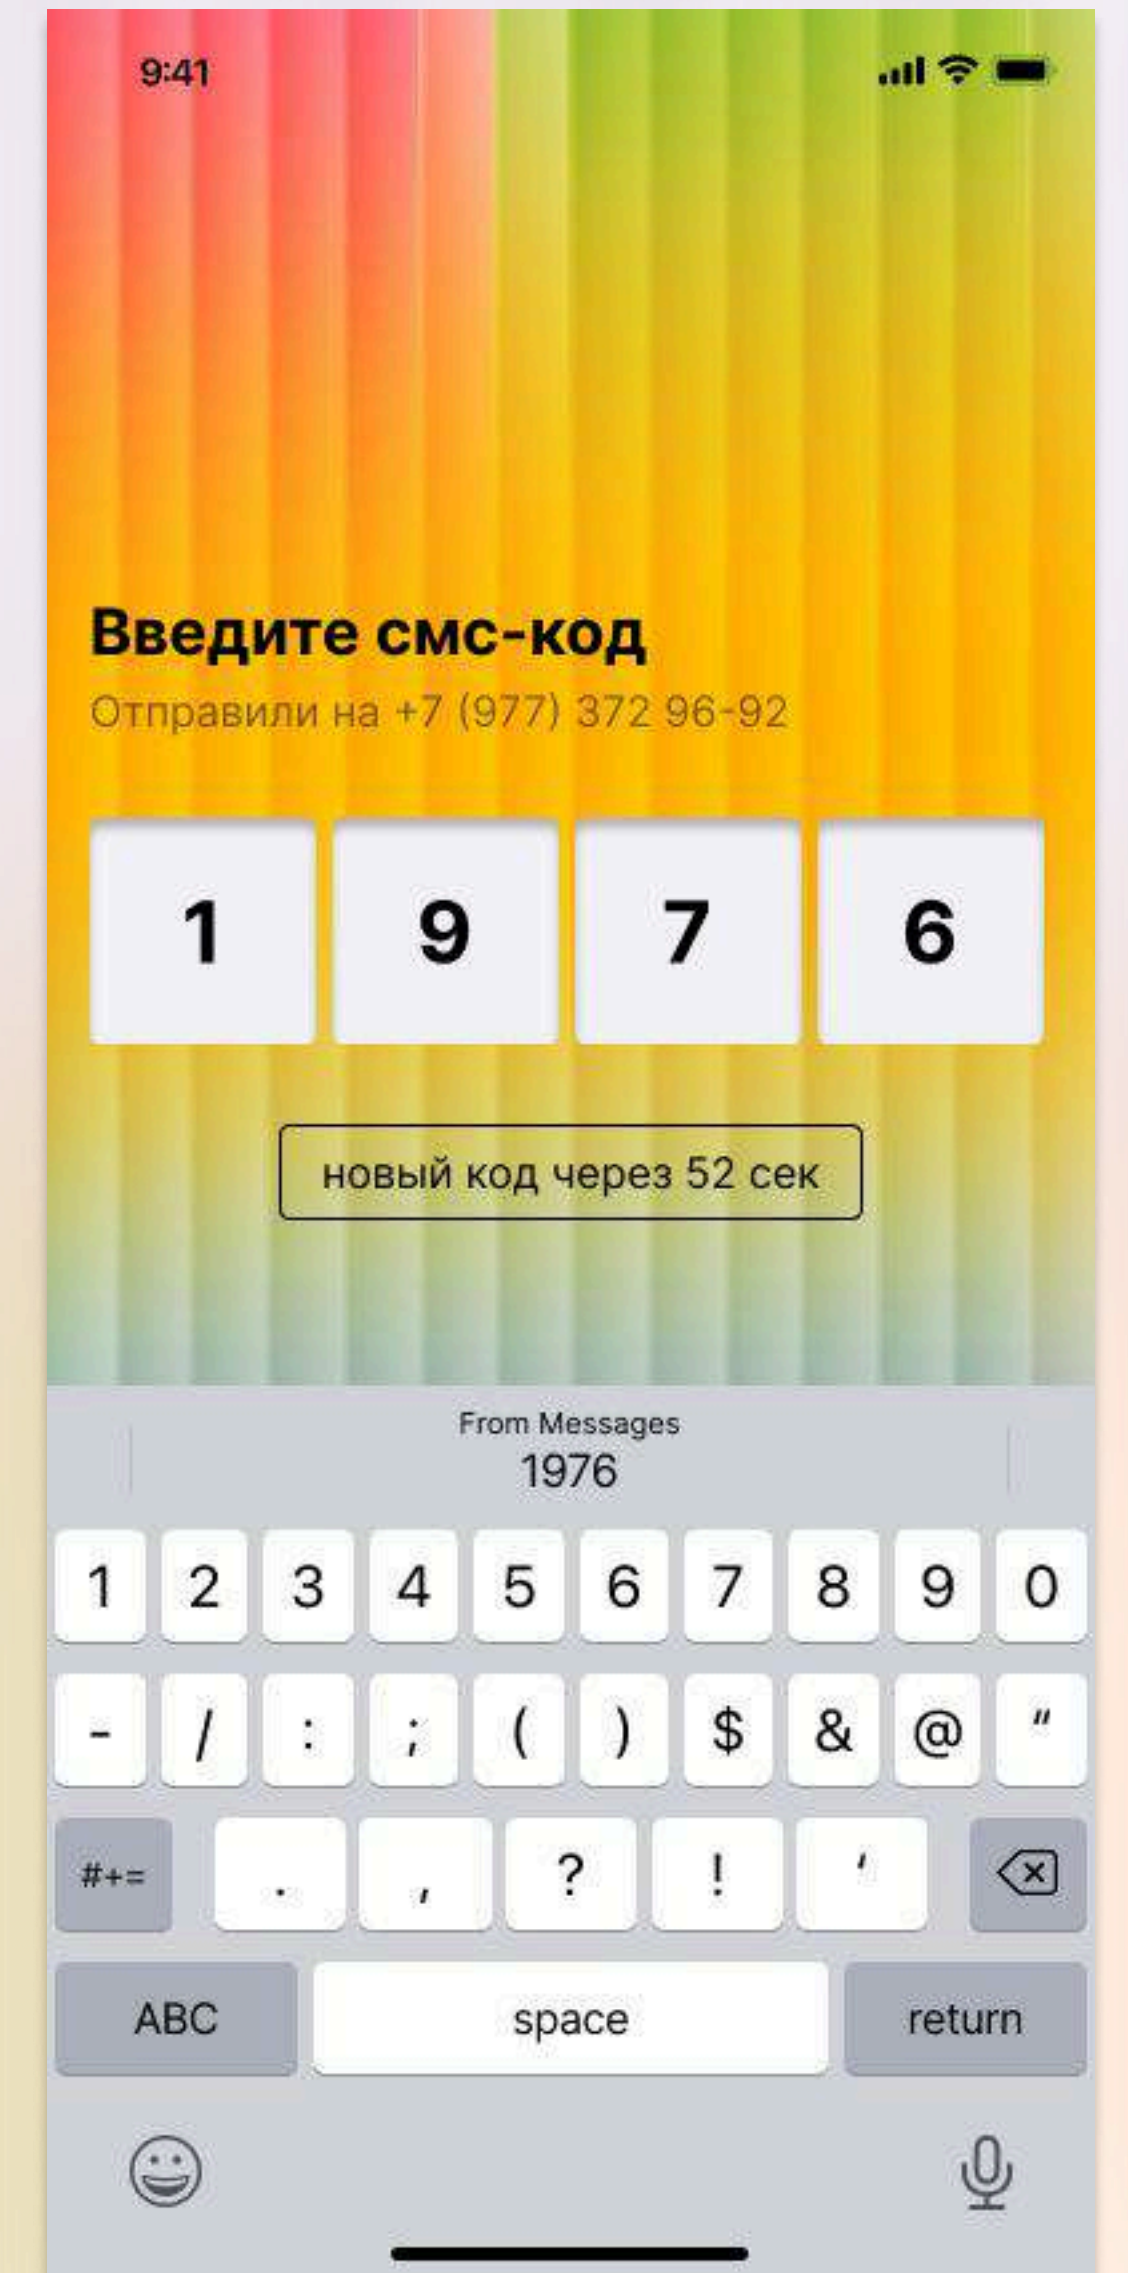 9:41
Введите смс-код
Отправили на +7 (977) 372 96-92
1 9 7 6
новый код через 52 сек
From Messages
1976
1 2 3 4 5 6 7 8 9 0
- / : ; ( ) $ & @ “
#+= . , ? ! ‘
ABC space return